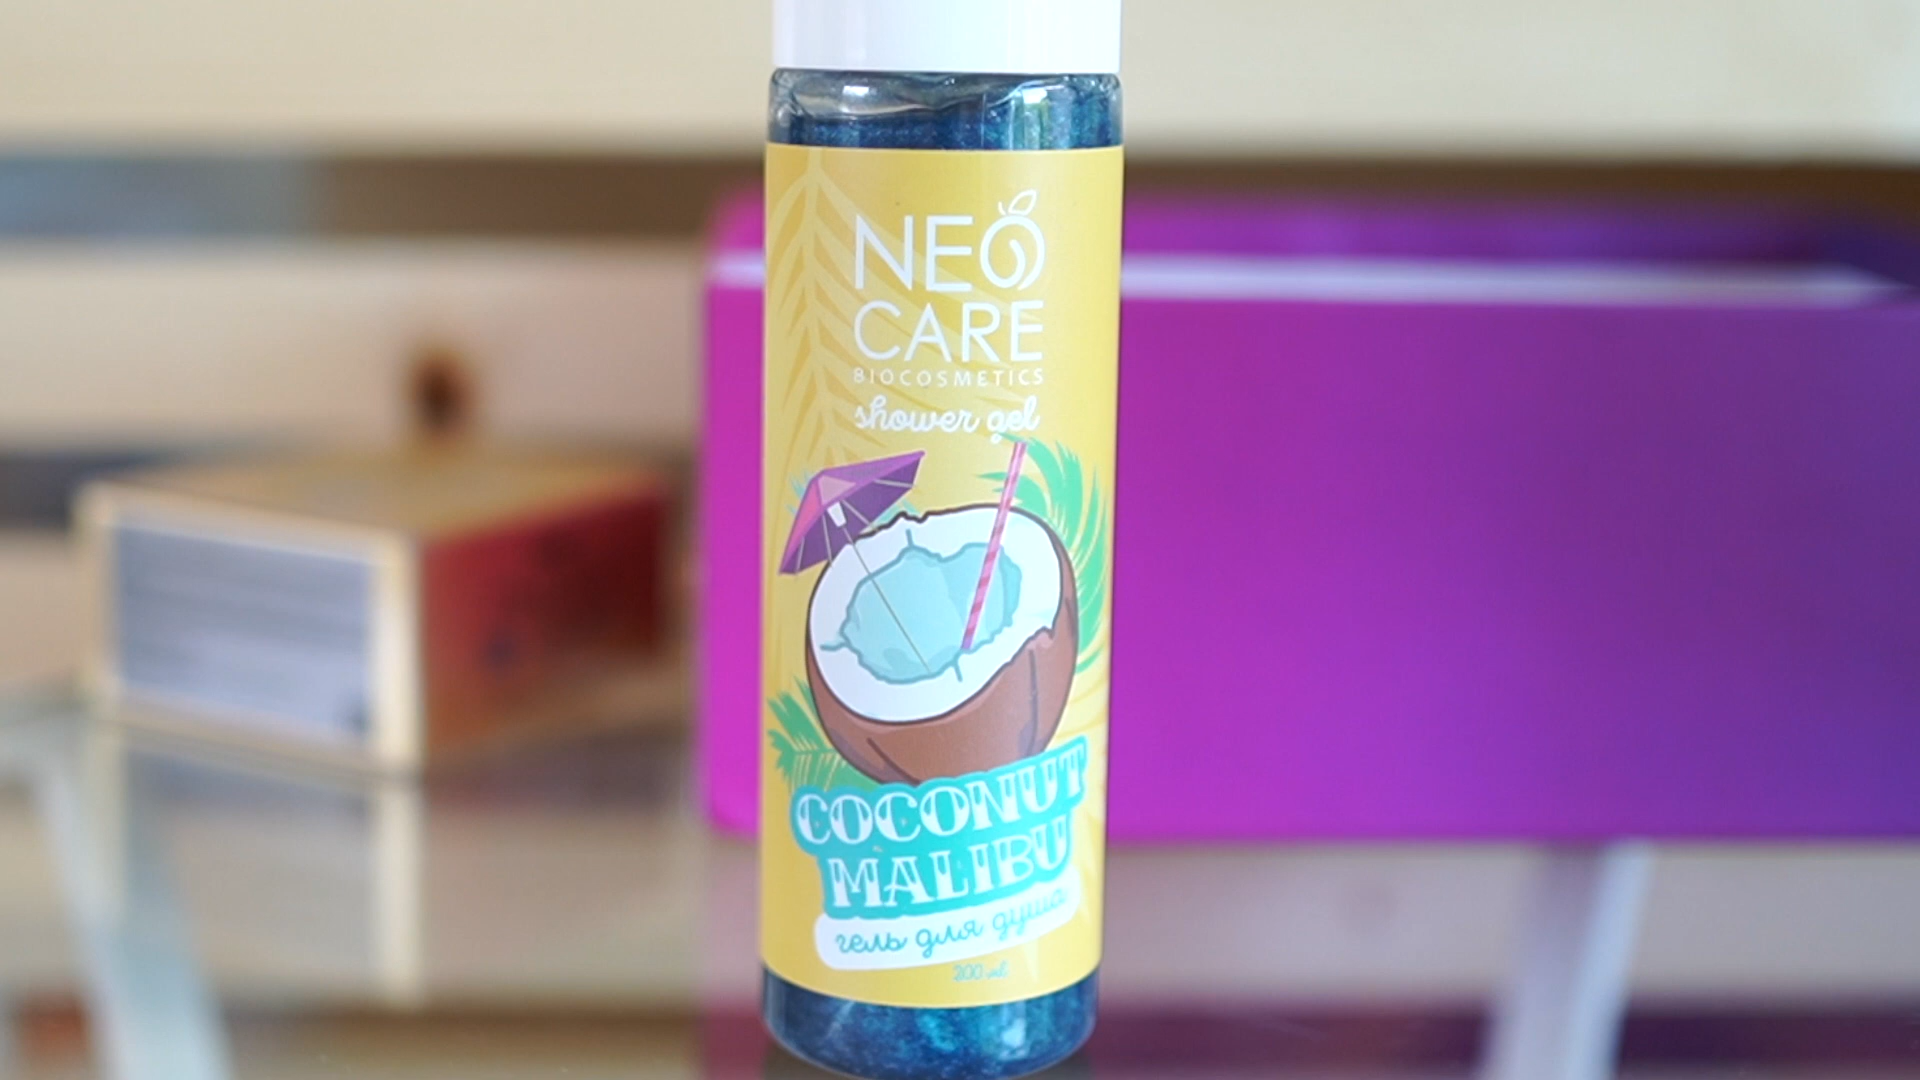 NEO
CARE
BIOCOSMETICS
shower gel
COCONUT
MALIBU
гель для душа
200 ml